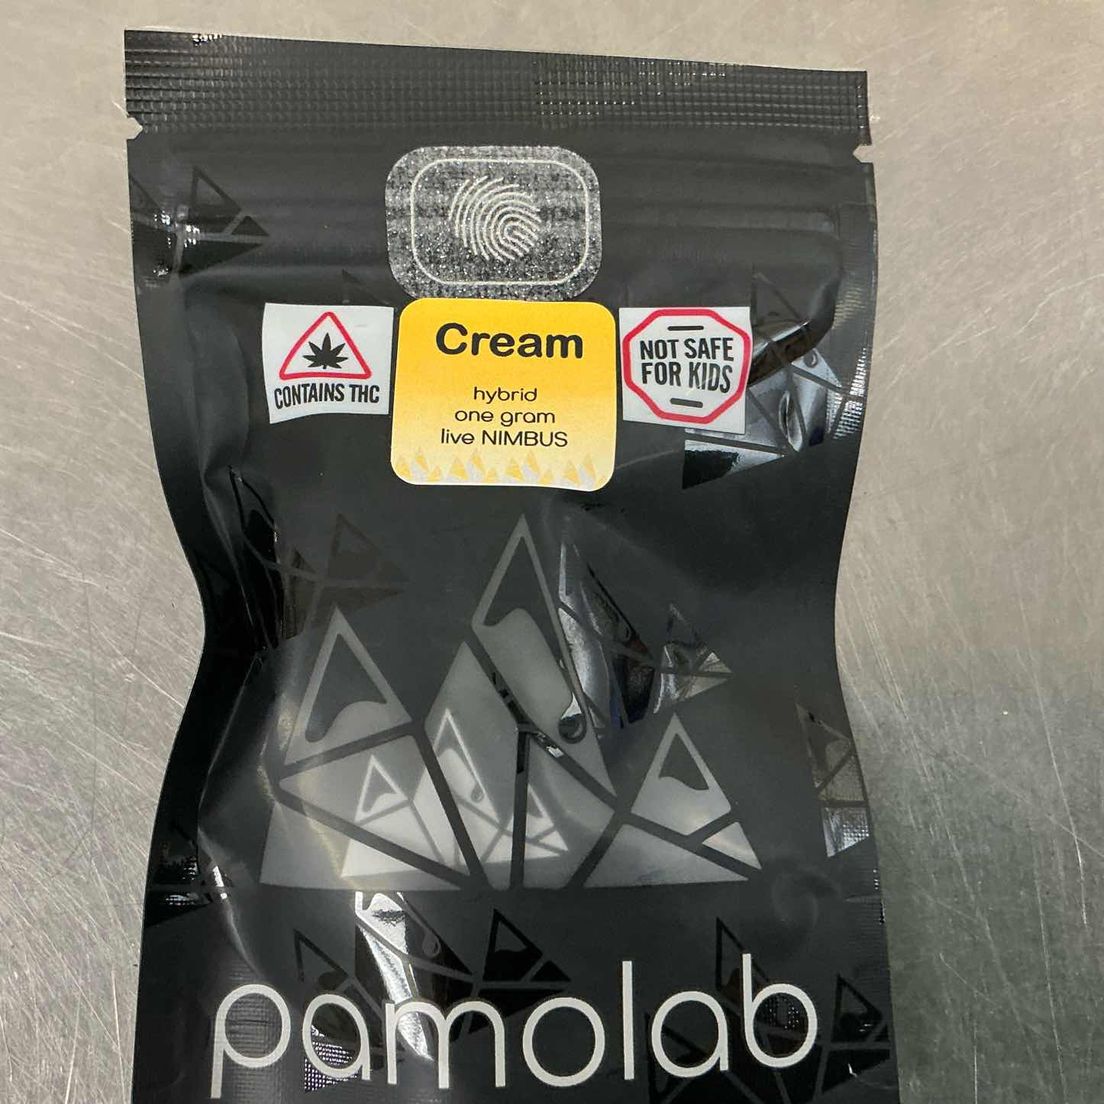 Cream
hybrid
one gram
live NIMBUS
CONTAINS THC
NOT SAFE
FOR KIDS
pamolab